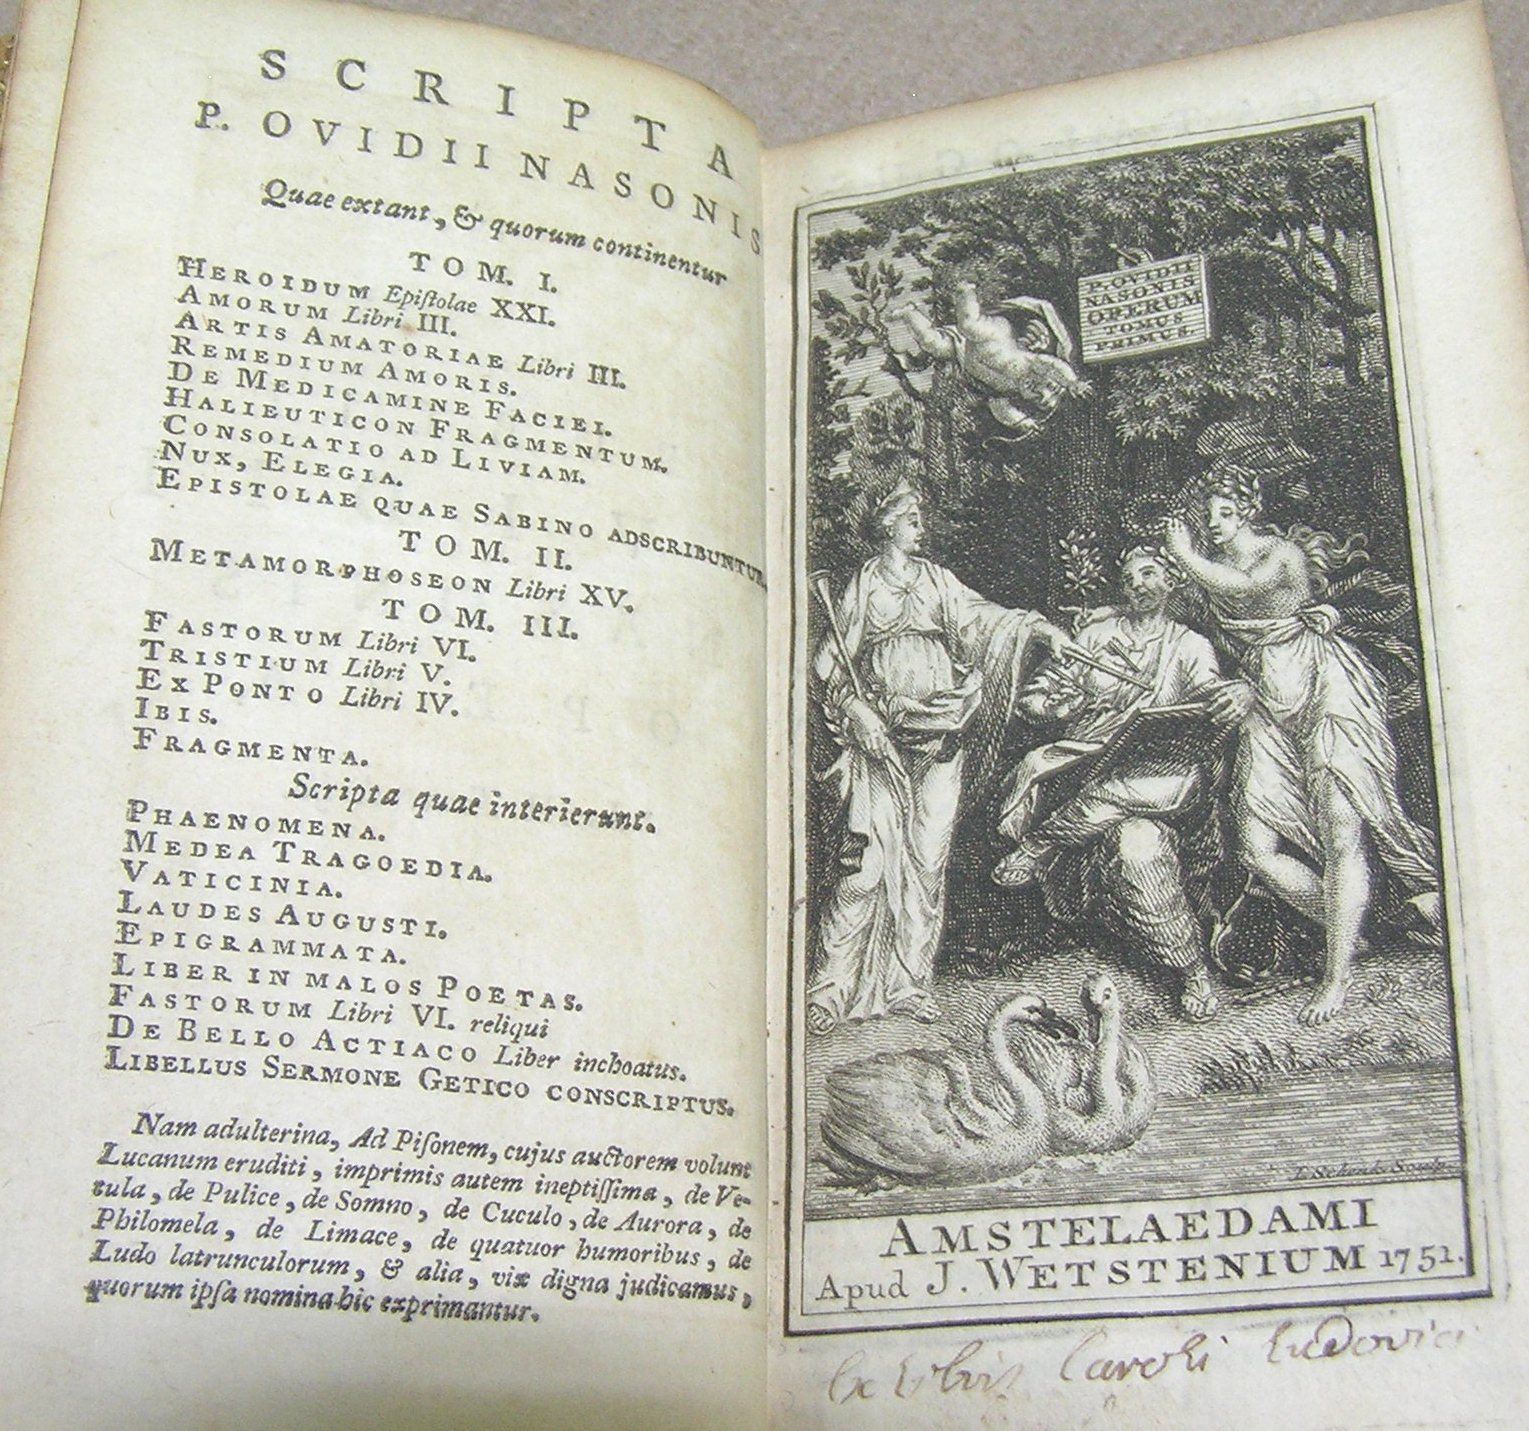 SCRIPTA
P. OVIDII NASONIS
Quae extant, & quorum continentur
TOM. I.
HEROIDUM Epistolae XXI.
AMORUM Libri III.
ARTIS AMATORIAE Libri III.
REMEDIUM AMORIS.
DE MEDICAMINE FACIEI.
HALIEUTICON FRAGMENTUM.
CONSOLATIO AD LIVIAM.
NUX, ELEGIA.
EPISTOLAE QUAE SABINO ADSCRIBUNTUR.
TOM. II.
METAMORPHOSEON Libri XV.
TOM. III.
FASTORUM Libri VI.
TRISTIUM Libri V.
EX PONTO Libri IV.
IBIS.
FRAGMENTA.
Scripta quae interierunt.
PHAENOMENA.
MEDEA TRAGOEDIA.
VATICINIA.
LAUDES AUGUSTI.
EPIGRAMMATA.
LIBER IN MALOS POETAS.
FASTORUM Libri VI. reliqui
DE BELLO ACTIACO Liber inchoatus.
LIBELLUS SERMONE GETICO CONSCRIPTUS.
Nam adulterina, Ad Piſonem, cujus auctorem volunt
Lucanum eruditi, imprimis autem ineptiſſima, de Ve-
tula, de Pulice, de Somno, de Cuculo, de Aurora, de
Philomela, de Limace, de quatuor humoribus, de
Ludo latrunculorum, & alia, vix digna judicamus,
quorum ipſa nomina hic exprimantur.
P. OVIDII
NASONIS
OPERUM
TOMUS
PRIMUS.
L Schenk Sculp.
AMSTELAEDAMI
Apud J. WETSTENIUM 1751.
Ex Libris Caroli Ludovici